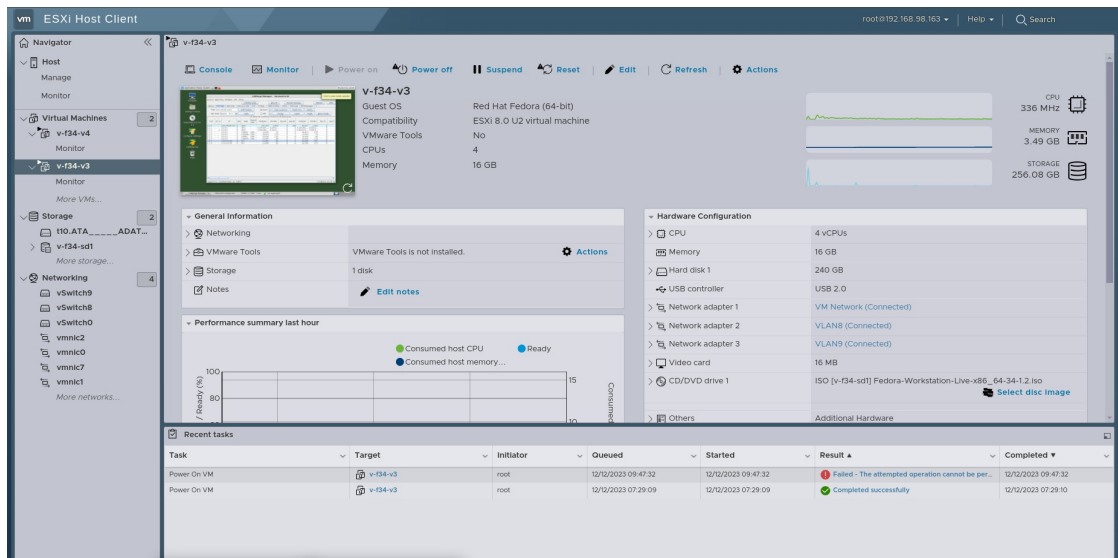 vm ESXi Host Client
root@192.168.98.163 Help Search
Navigator
Host
Manage
Monitor
Virtual Machines 2
v-f34-v4
Monitor
v-f34-v3
Monitor
More VMs...
Storage 2
t10.ATA_____ADAT...
v-f34-sd1
More storage...
Networking 4
vSwitch9
vSwitch8
vSwitch0
vmnic2
vmnic0
vmnic7
vmnic1
More networks...
v-f34-v3
Console Monitor Power on Power off Suspend Reset Edit Refresh Actions
v-f34-v3
Guest OS Red Hat Fedora (64-bit)
Compatibility ESXi 8.0 U2 virtual machine
VMware Tools No
CPUs 4
Memory 16 GB
CPU
336 MHz
MEMORY
3.49 GB
STORAGE
256.08 GB
General Information
Networking
VMware Tools VMware Tools is not installed. Actions
Storage 1 disk
Notes Edit notes
Performance summary last hour
Consumed host CPU Ready
Consumed host memory...
100
80
/ Ready (%)
15
10
Consumed
Hardware Configuration
CPU 4 vCPUs
Memory 16 GB
Hard disk 1 240 GB
USB controller USB 2.0
Network adapter 1 VM Network (Connected)
Network adapter 2 VLAN8 (Connected)
Network adapter 3 VLAN9 (Connected)
Video card 16 MB
CD/DVD drive 1 ISO [v-f34-sd1] Fedora-Workstation-Live-x86_64-34-1.2.iso
Select disc image
Others Additional Hardware
Recent tasks
Task Target Initiator Queued Started Result ▲ Completed ▼
Power On VM v-f34-v3 root 12/12/2023 09:47:32 12/12/2023 09:47:32 Failed - The attempted operation cannot be per... 12/12/2023 09:47:32
Power On VM v-f34-v3 root 12/12/2023 07:29:09 12/12/2023 07:29:09 Completed successfully 12/12/2023 07:29:10